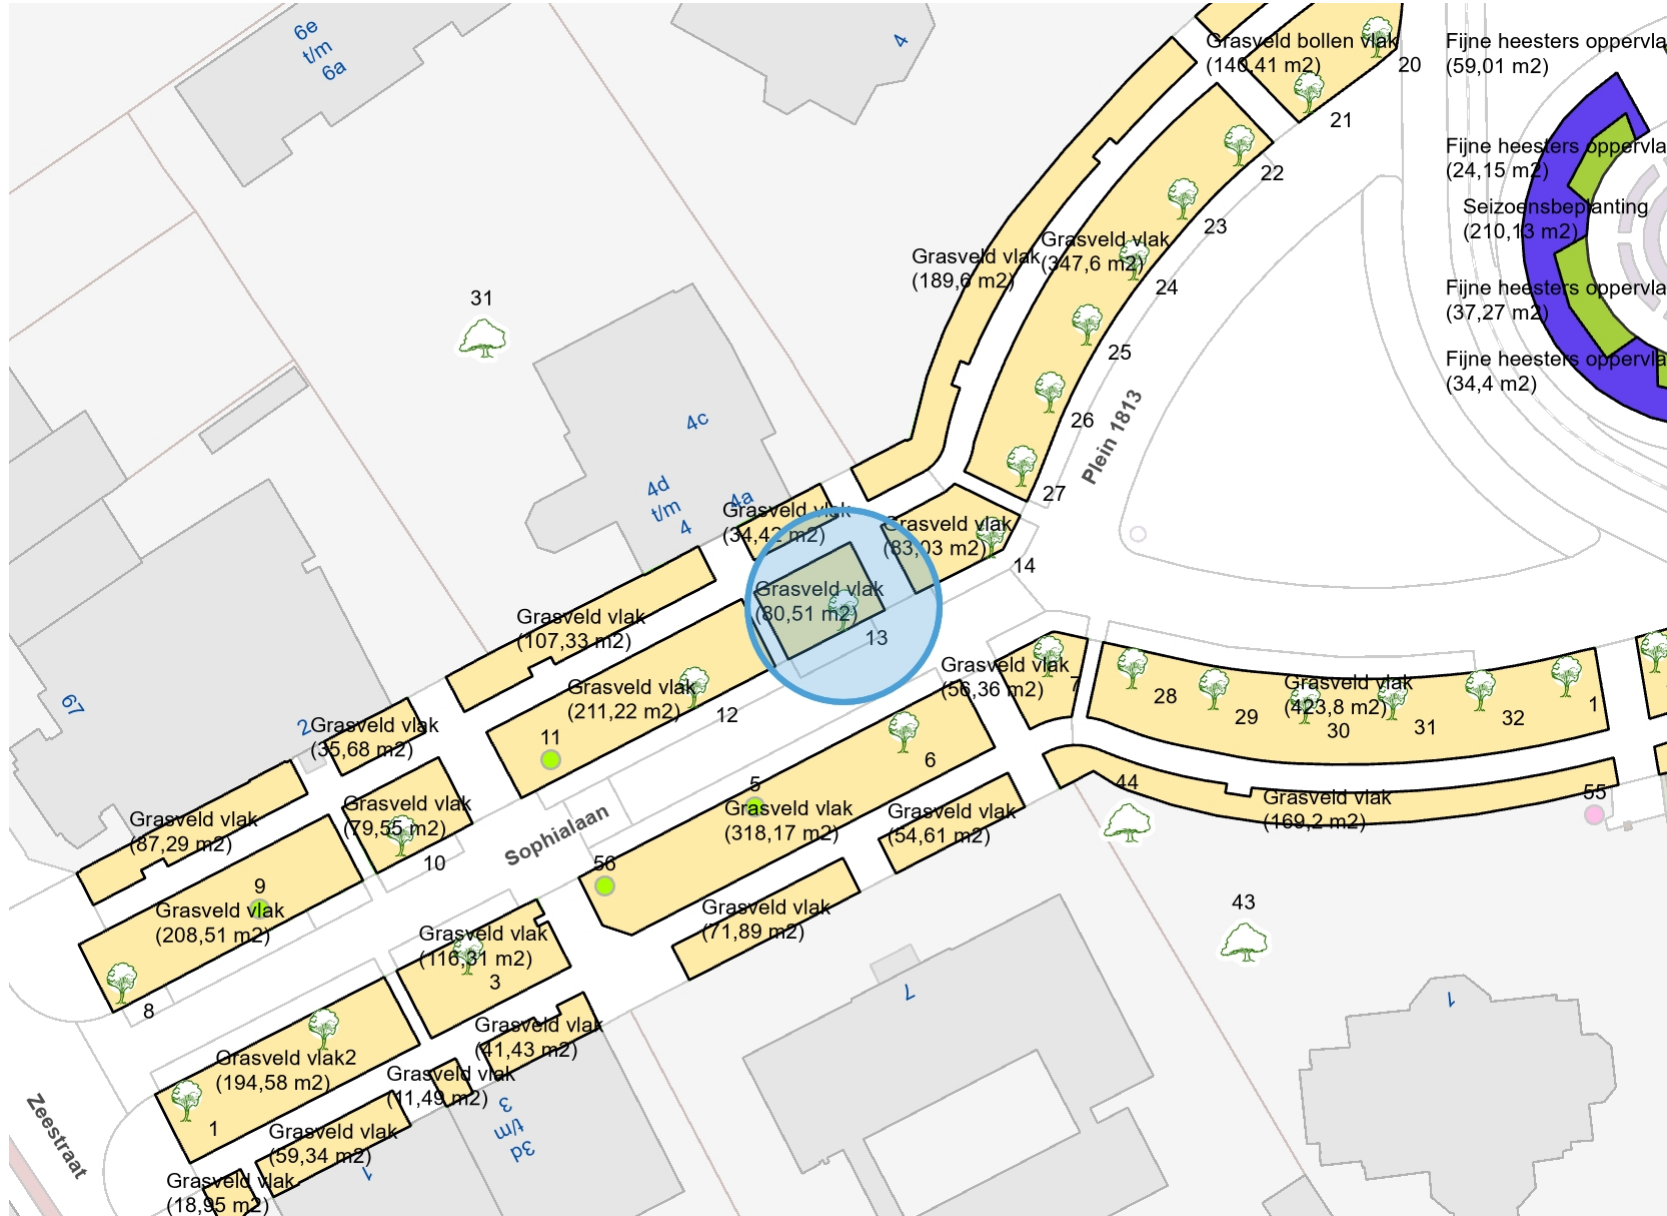 6e
t/m
6a
4
Grasveld bollen vlak
(140,41 m2)
20
21
Fijne heesters oppervla
(59,01 m2)
Fijne heesters oppervla
(24,15 m2)
Seizoensbeplanting
(210,13 m2)
Fijne heesters oppervla
(37,27 m2)
Fijne heesters oppervla
(34,4 m2)
22
23
Grasveld vlak
(347,6 m2)
Grasveld vlak
(189,6 m2)
24
25
26
27
Plein 1813
31
4c
4d
t/m
4
4a
Grasveld vlak
(34,42 m2)
Grasveld vlak
(83,03 m2)
14
Grasveld vlak
(80,51 m2)
13
Grasveld vlak
(107,33 m2)
Grasveld vlak
(211,22 m2)
12
11
Grasveld vlak
(56,36 m2)
7
28
29
Grasveld vlak
(423,8 m2)
30
31
32
1
67
2
Grasveld vlak
(35,68 m2)
6
5
Grasveld vlak
(318,17 m2)
Grasveld vlak
(54,61 m2)
44
Grasveld vlak
(169,2 m2)
55
Grasveld vlak
(87,29 m2)
Grasveld vlak
(79,55 m2)
10
Sophialaan
56
9
Grasveld vlak
(208,51 m2)
8
Grasveld vlak
(71,89 m2)
43
Grasveld vlak
(116,31 m2)
3
7
1
Grasveld vlak
(41,43 m2)
Grasveld vlak2
(194,58 m2)
1
Grasveld vlak
(11,49 m2)
3
t/m
3d
Grasveld vlak
(59,34 m2)
1
Grasveld vlak
(18,95 m2)
Zeestraat